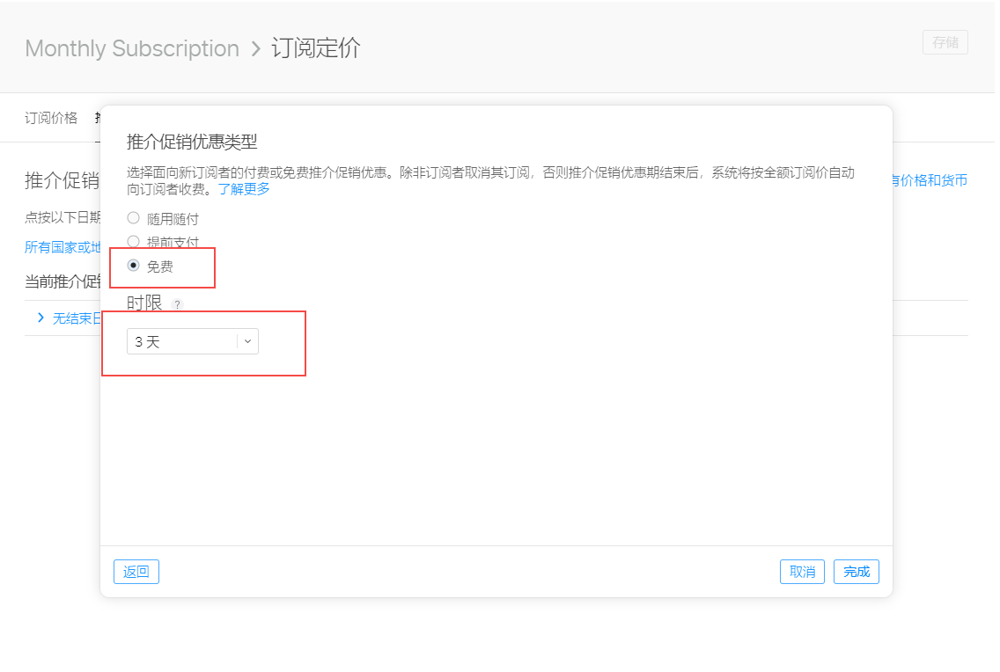 Monthly Subscription > 订阅定价
存储
订阅价格
推介促销优惠类型
选择面向新订阅者的付费或免费推介促销优惠。除非订阅者取消其订阅，否则推介促销优惠期结束后，系统将按全额订阅价自动
向订阅者收费。了解更多
推介促销
有价格和货币
点按以下日期
随用随付
所有国家或地
提前支付
免费
当前推介促销
时限 ?
无结束日
3 天
返回
取消
完成